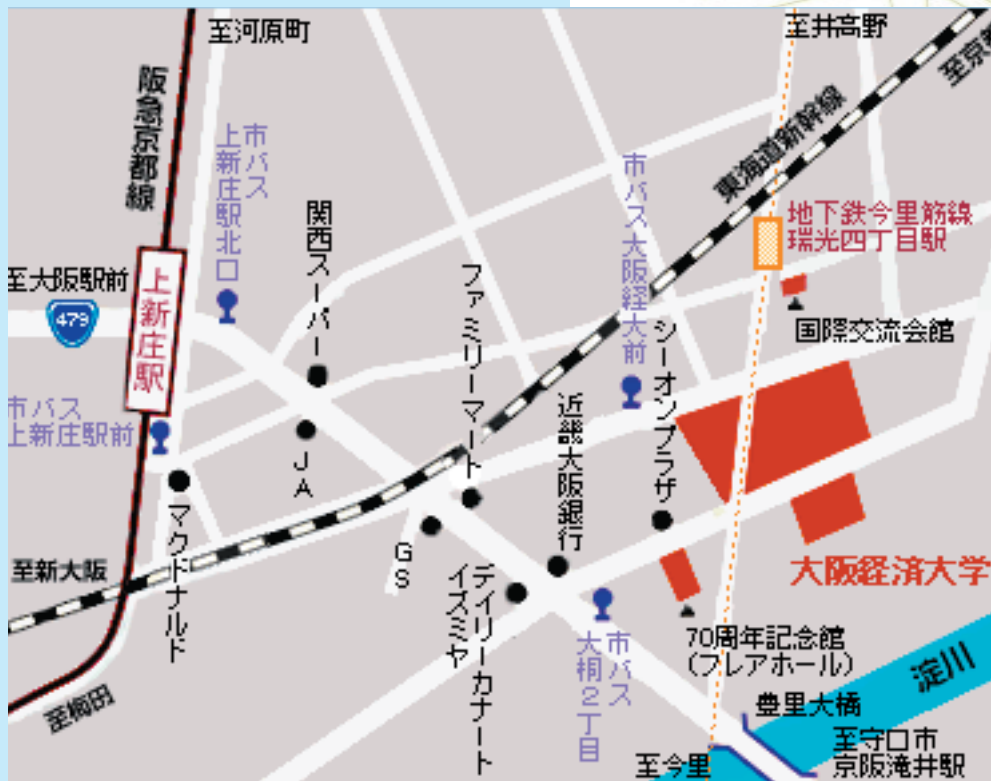 至河原町
至井高野
至京都
阪急京都線
市バス
上新庄駅北口
東海道新幹線
関西スーパー
市バス大阪経大前
地下鉄今里筋線
瑞光四丁目駅
至大阪駅前
479
上新庄駅
ファミリーマート
シーオンプラザ
国際交流会館
市バス
上新庄駅前
JA
近畿大阪銀行
マクドナルド
GS
至新大阪
デイリーカナート
イズミヤ
大阪経済大学
市バス
大桐2丁目
70周年記念館
(フレアホール)
淀川
至梅田
豊里大橋
至今里
至守口市
京阪滝井駅